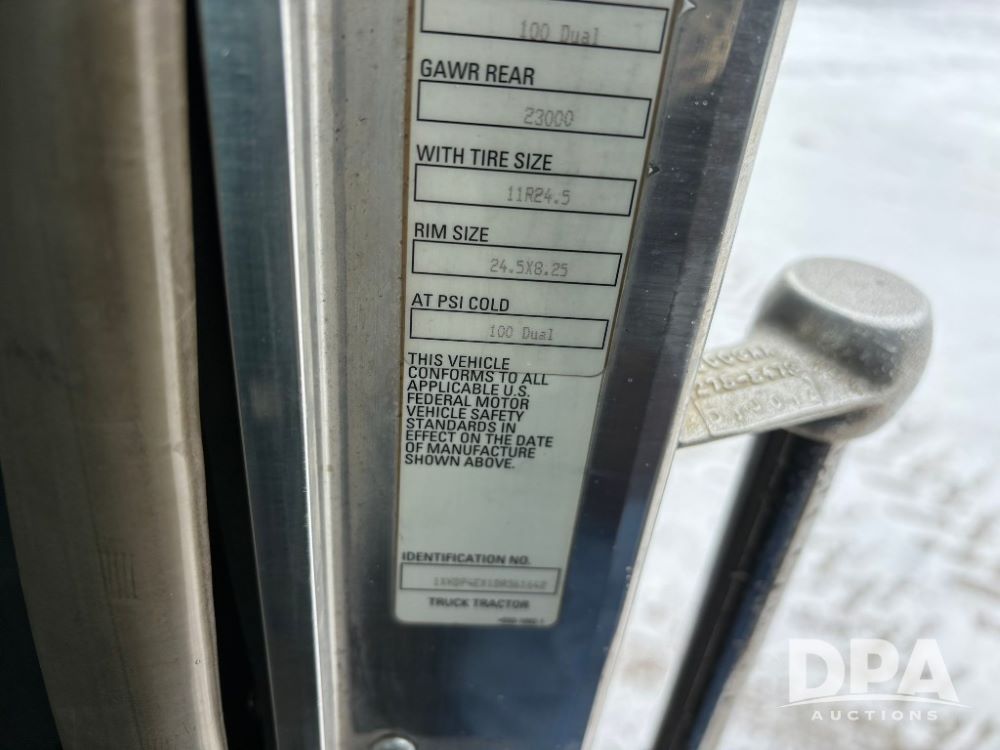 100 Dual
GAWR REAR
23000
WITH TIRE SIZE
11R24.5
RIM SIZE
24.5X8.25
AT PSI COLD
100 Dual
THIS VEHICLE
CONFORMS TO ALL
APPLICABLE U.S.
FEDERAL MOTOR
VEHICLE SAFETY
STANDARDS IN
EFFECT ON THE DATE
OF MANUFACTURE
SHOWN ABOVE.
IDENTIFICATION NO.
TRUCK TRACTOR
DPA
AUCTIONS